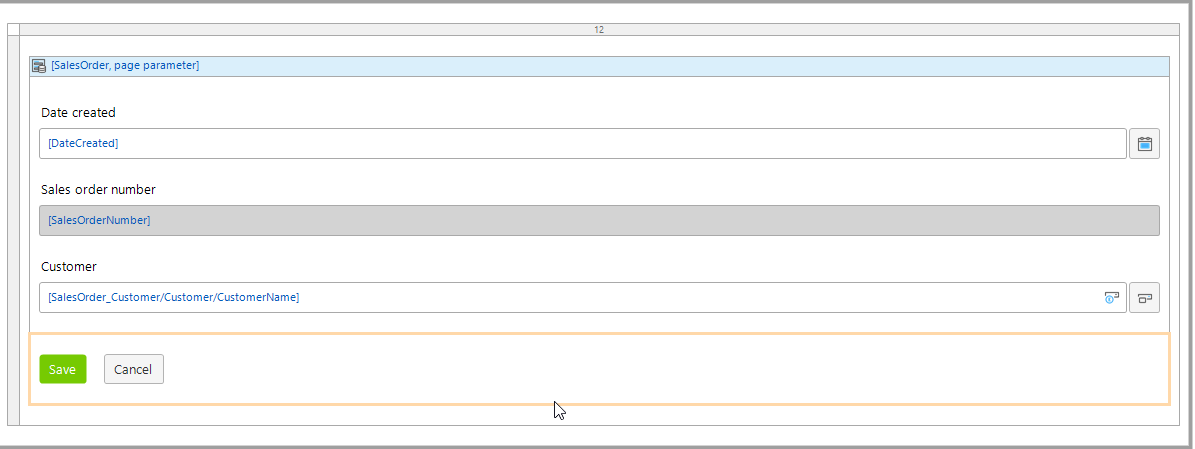 12
[SalesOrder, page parameter]
Date created
[DateCreated]
Sales order number
[SalesOrderNumber]
Customer
[SalesOrder_Customer/Customer/CustomerName]
Save Cancel